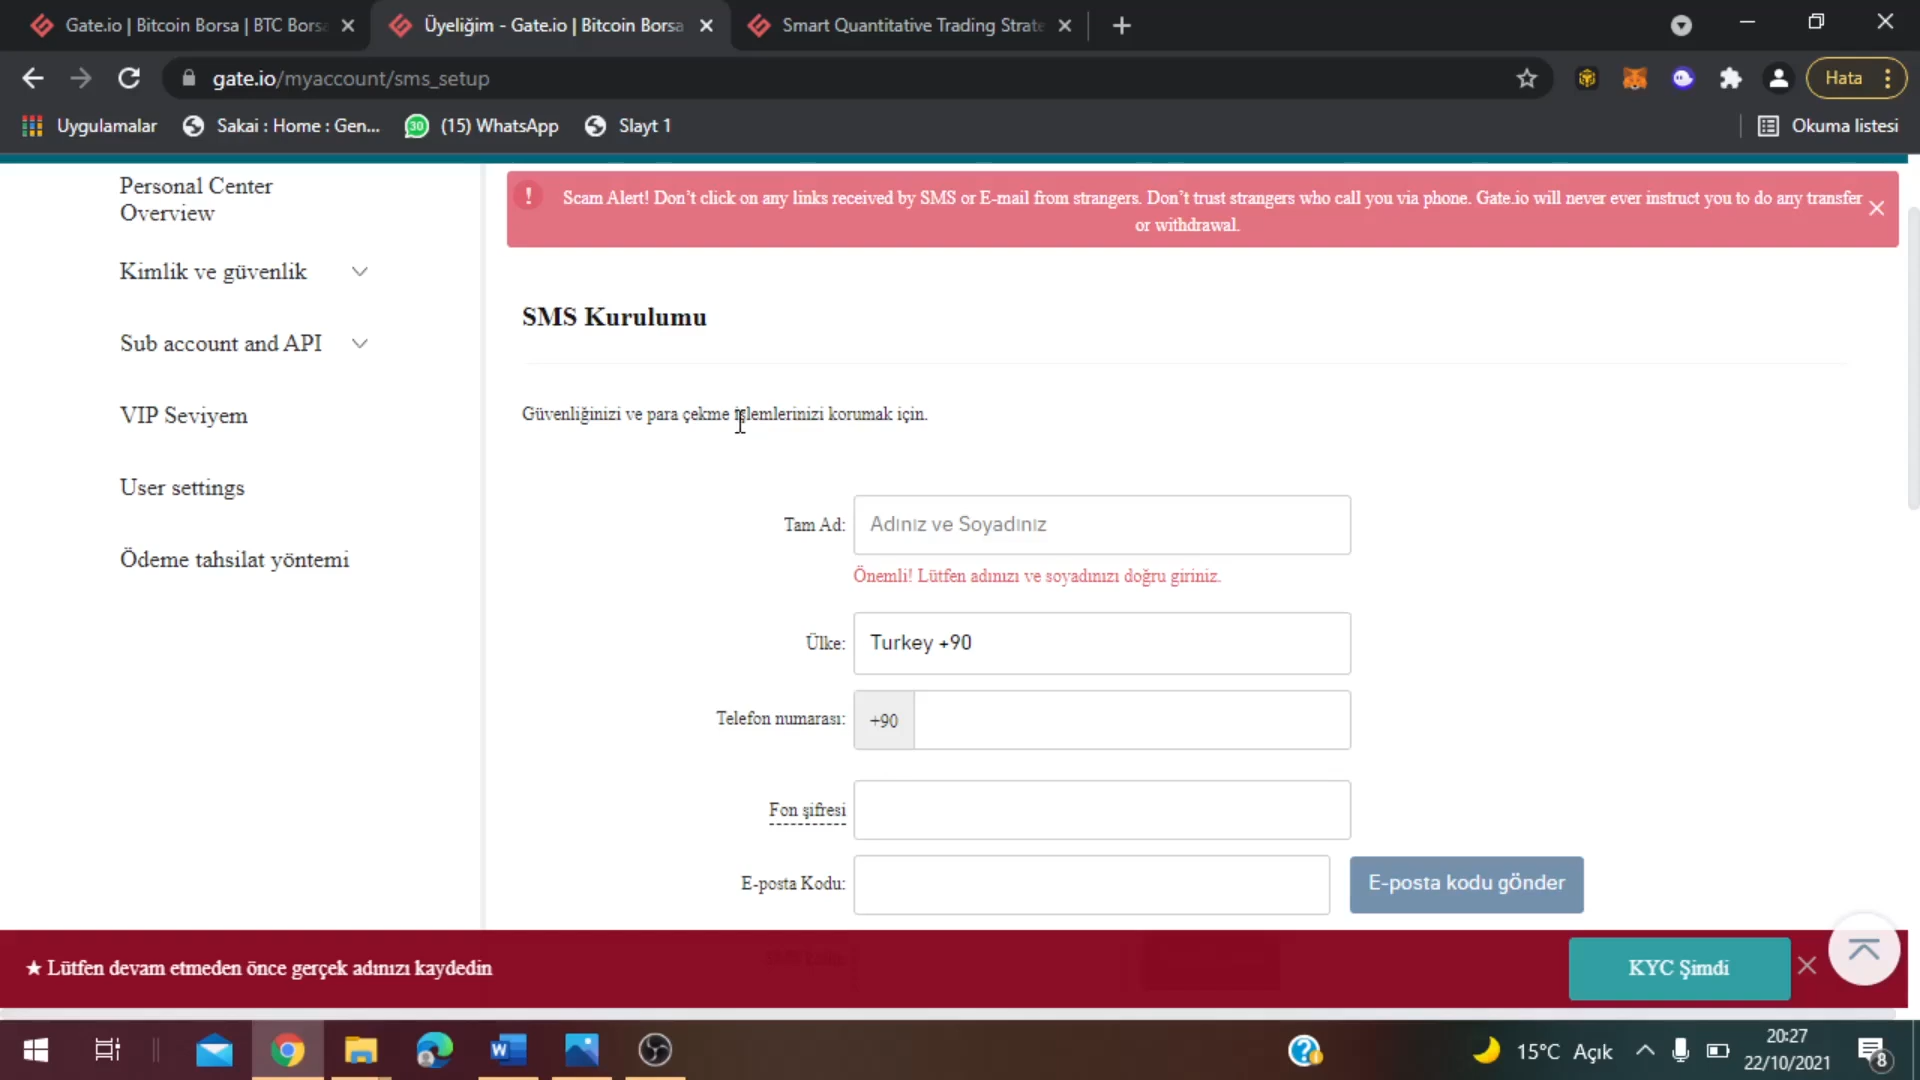 Gate.io | Bitcoin Borsa | BTC Borsa
Üyeliğim - Gate.io | Bitcoin Borsa
Smart Quantitative Trading Strate
gate.io/myaccount/sms_setup
Hata
Uygulamalar
Sakai : Home : Gen...
30
(15) WhatsApp
Slayt 1
Okuma listesi
Personal Center
Overview
Kimlik ve güvenlik
Sub account and API
VIP Seviyem
User settings
Ödeme tahsilat yöntemi
Scam Alert! Don't click on any links received by SMS or E-mail from strangers. Don't trust strangers who call you via phone. Gate.io will never ever instruct you to do any transfer
or withdrawal.
SMS Kurulumu
Güvenliğinizi ve para çekme işlemlerinizi korumak için.
Tam Ad:
Adınız ve Soyadınız
Önemli! Lütfen adınızı ve soyadınızı doğru giriniz.
Ülke:
Turkey +90
Telefon numarası:
+90
Fon şifresi
E-posta Kodu:
E-posta kodu gönder
★ Lütfen devam etmeden önce gerçek adınızı kaydedin
KYC Şimdi
15°C Açık
20:27
22/10/2021
8